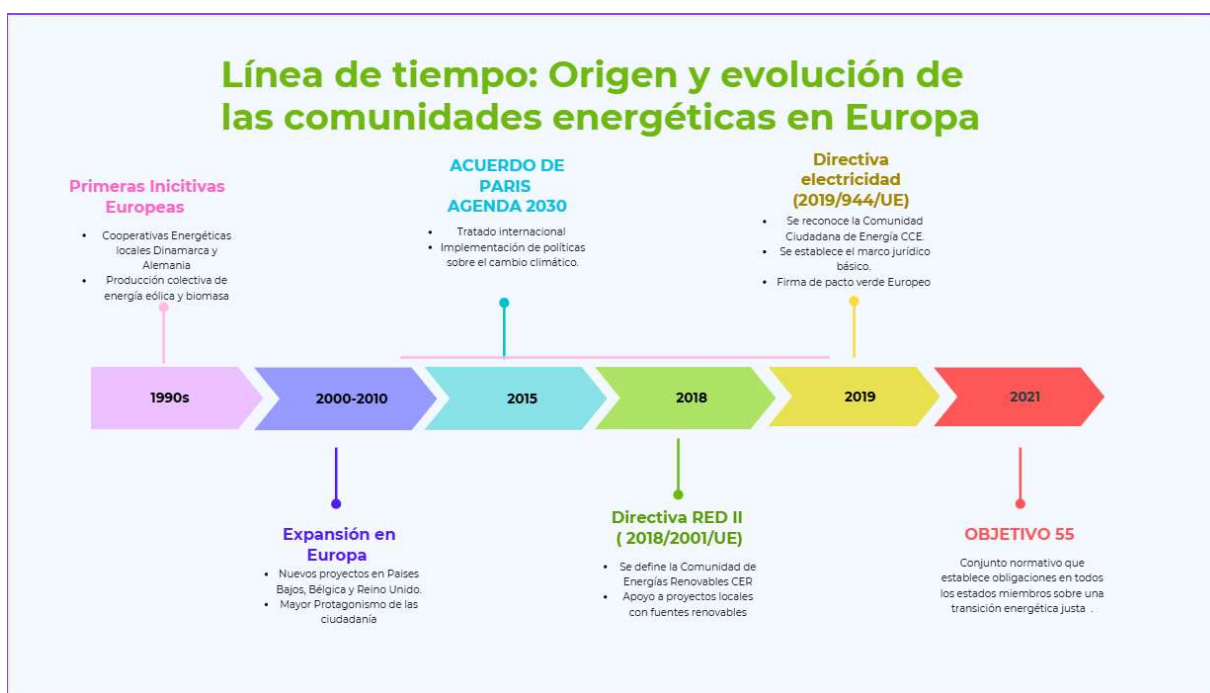 Línea de tiempo: Origen y evolución de
las comunidades energéticas en Europa
Primeras Inicitivas
Europeas
• Cooperativas Energéticas
locales Dinamarca y
Alemania
• Producción colectiva de
energía eólica y biomasa
ACUERDO DE
PARIS
AGENDA 2030
• Tratado internacional
• Implementación de políticas
sobre el cambio climático.
Directiva
electricidad
(2019/944/UE)
• Se reconoce la Comunidad
Ciudadana de Energía CCE.
• Se establece el marco jurídico
básico.
• Firma de pacto verde Europeo
1990s
2000-2010
2015
2018
2019
2021
Expansión en
Europa
• Nuevos proyectos en Paises
Bajos, Bélgica y Reino Unido.
• Mayor Protagonismo de las
ciudadanía
Directiva RED II
( 2018/2001/UE)
• Se define la Comunidad de
Energías Renovables CER
• Apoyo a proyectos locales
con fuentes renovables
OBJETIVO 55
Conjunto normativo que
establece obligaciones en todos
los estados miembros sobre una
transición energética justa .